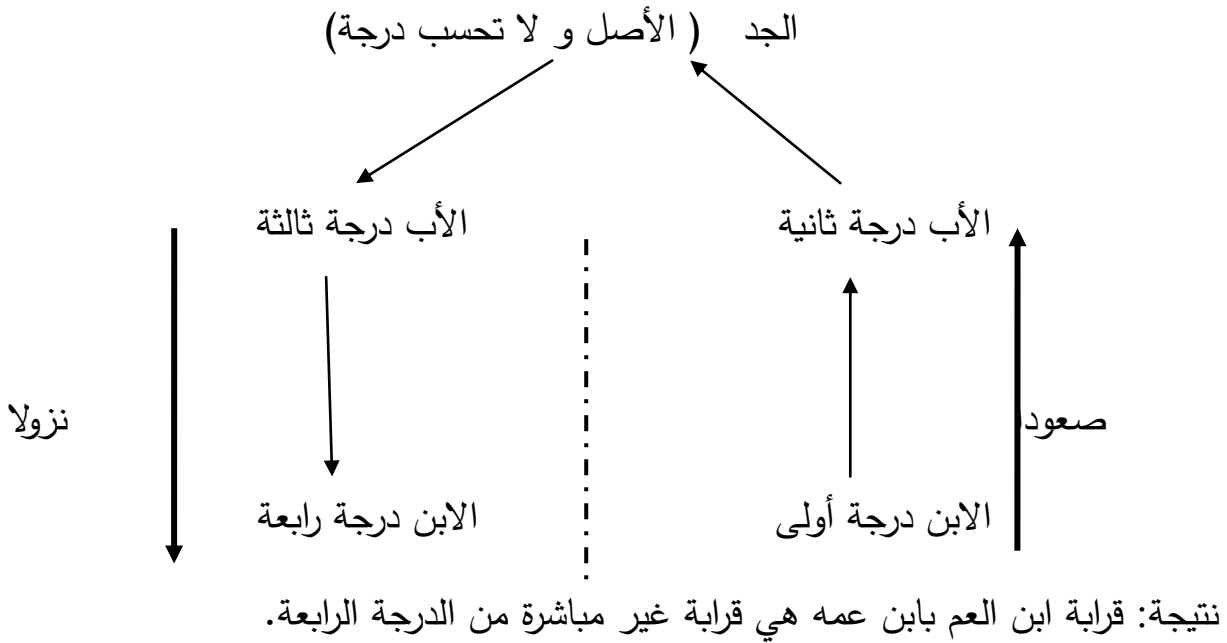 الجد ( الأصل و لا تحسب درجة)
الأب درجة ثانية
الأب درجة ثالثة
صعودا
نزولا
الابن درجة أولى
الابن درجة رابعة
نتيجة: قرابة ابن العم بابن عمه هي قرابة غير مباشرة من الدرجة الرابعة.